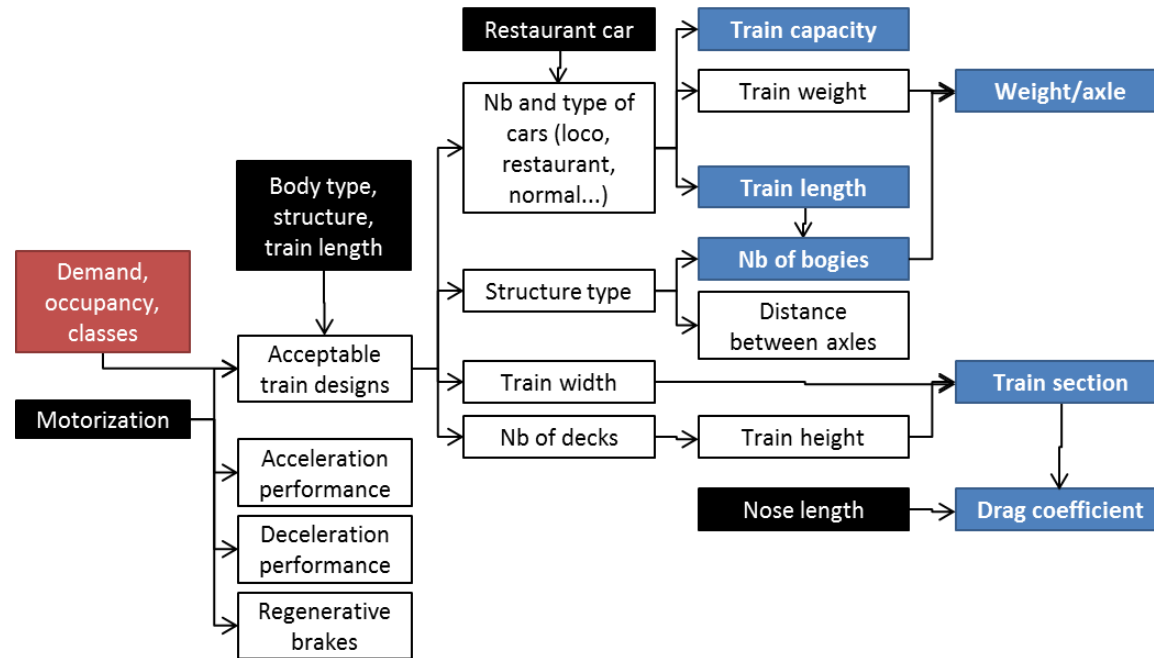 Restaurant car
Train capacity
Nb and type of
cars (loco,
restaurant,
normal...)
Train weight
Weight/axle
Body type,
structure,
train length
Train length
Demand,
occupancy,
classes
Nb of bogies
Structure type
Distance
between axles
Acceptable
train designs
Train width
Train section
Motorization
Nb of decks
Train height
Acceleration
performance
Nose length
Drag coefficient
Deceleration
performance
Regenerative
brakes